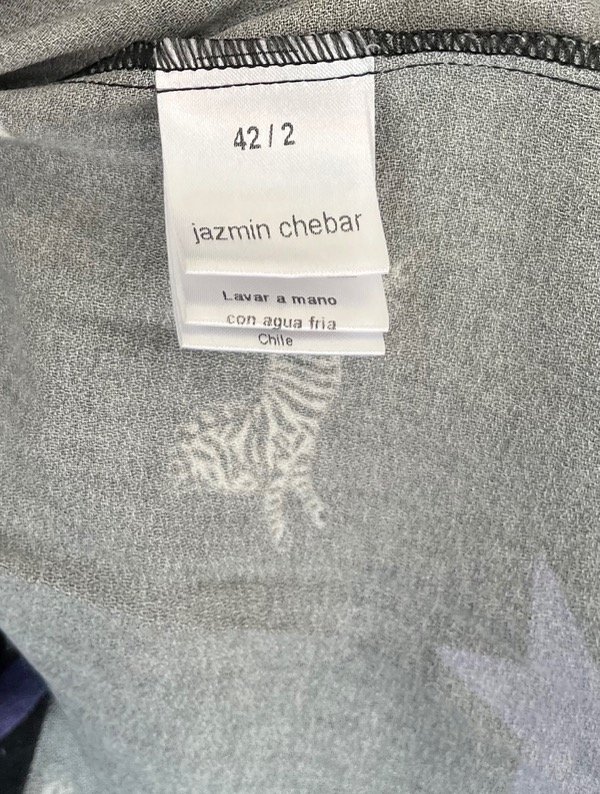 42/2
jazmin chebar
Lavar a mano
con agua fria
Chile